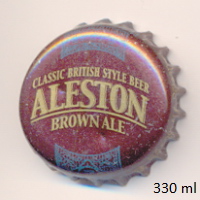 CLASSIC BRITISH STYLE BEER
ALESTON
BROWN ALE
330 ml